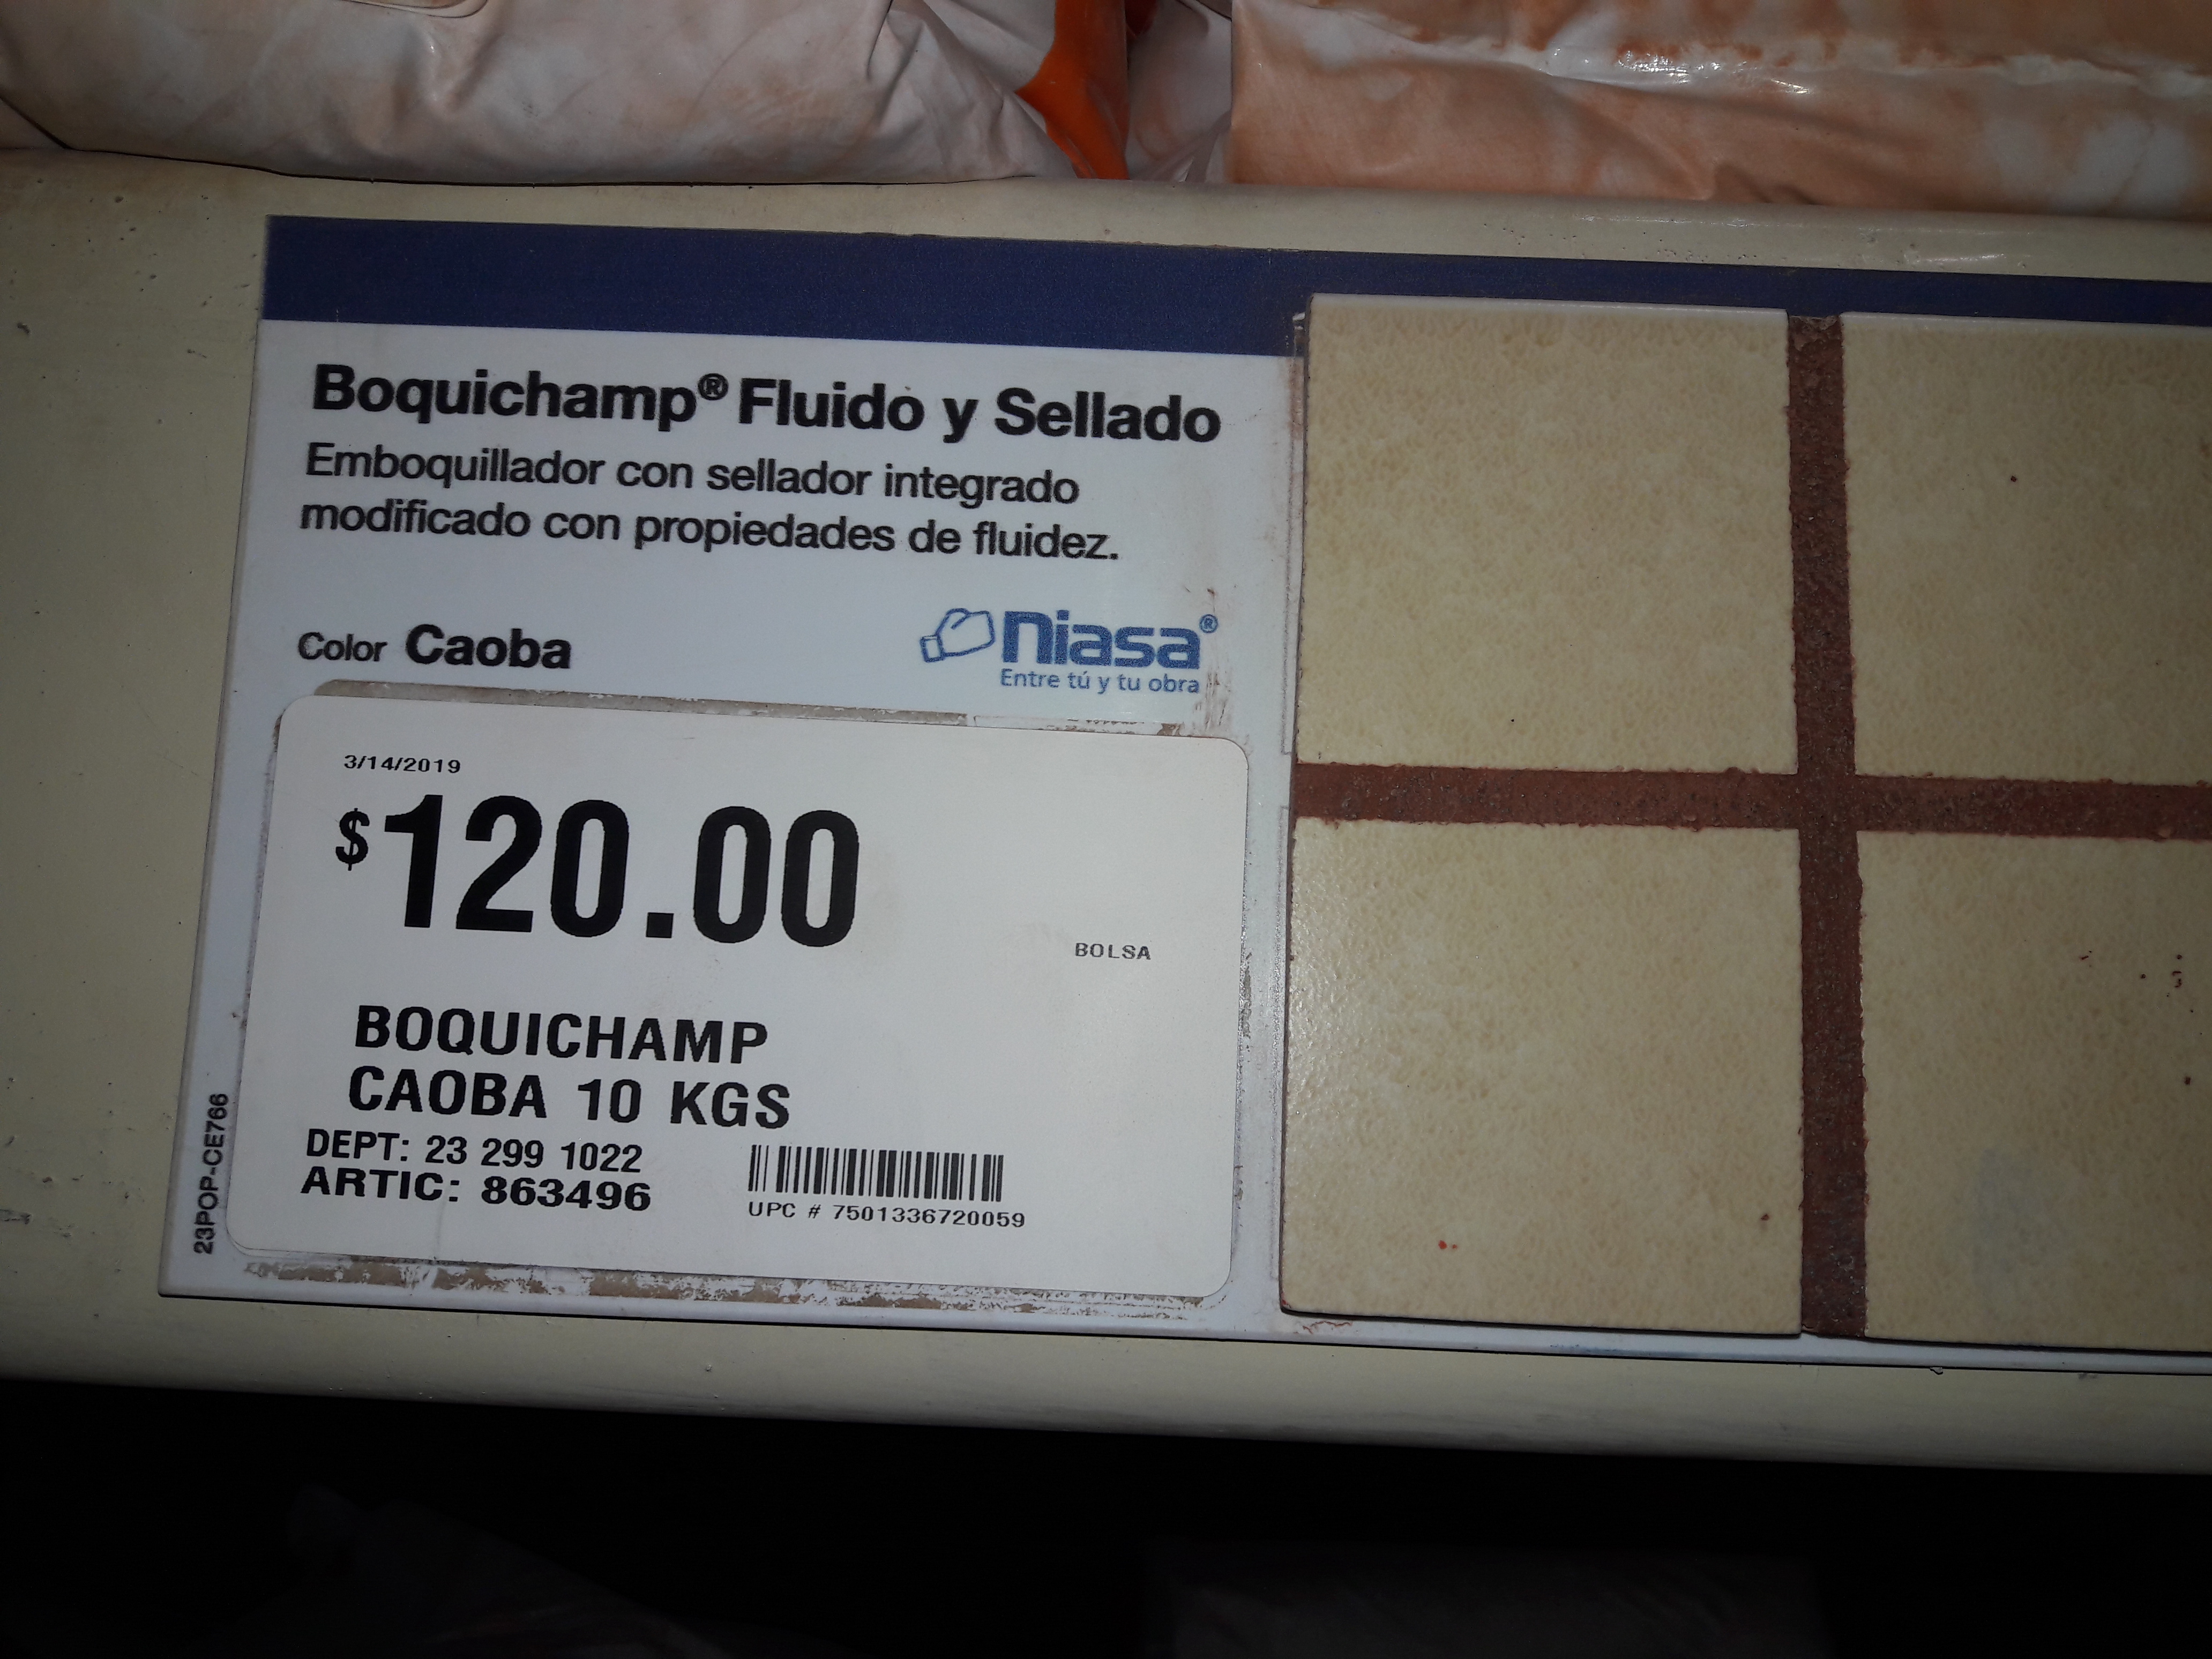 Boquichamp® Fluido y Sellado
Emboquillador con sellador integrado
modificado con propiedades de fluidez.
Color Caoba
niasa®
Entre tú y tu obra
3/14/2019
$120.00
BOLSA
BOQUICHAMP
CAOBA 10 KGS
DEPT: 23 299 1022
ARTIC: 863496
UPC # 7501336720059
23POP-CE766